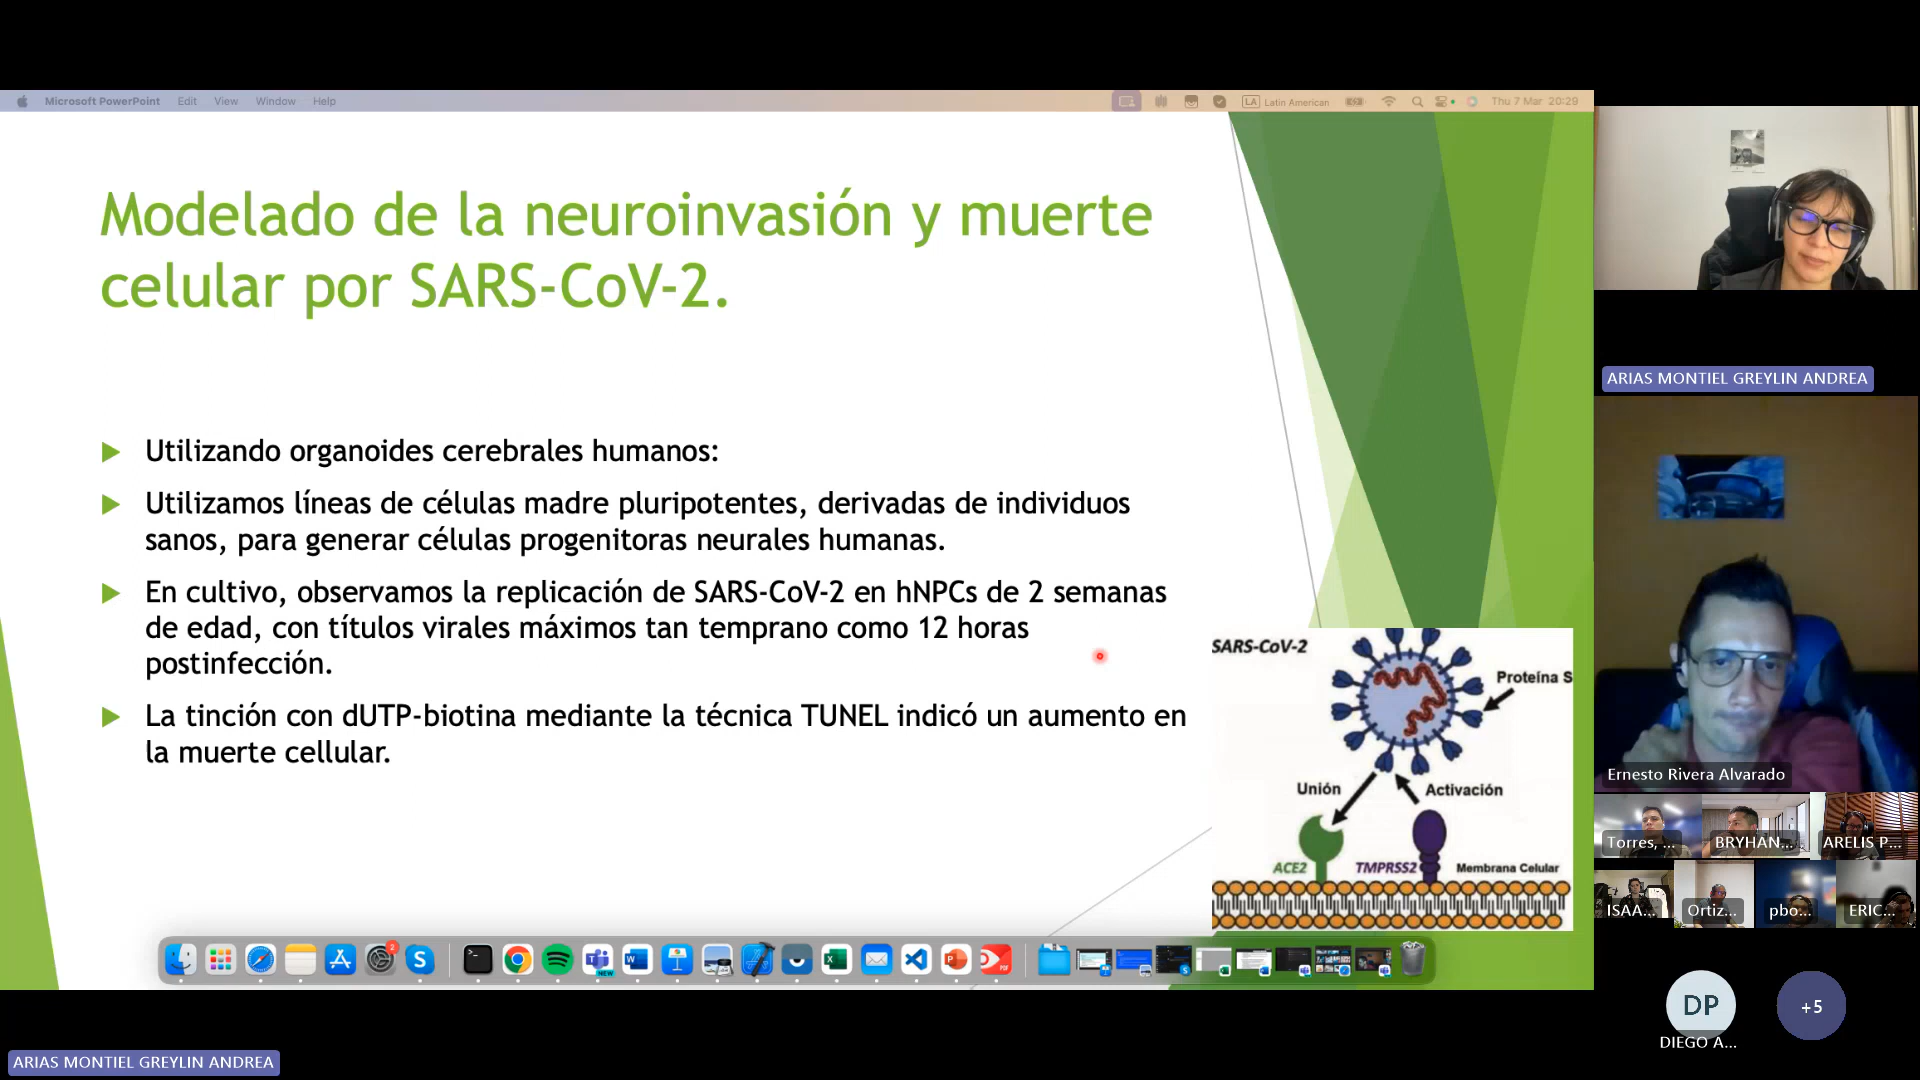 Microsoft PowerPoint Edit View Window Help
LA Latin American Thu 7 Mar 20:29
Modelado de la neuroinvasión y muerte
celular por SARS-CoV-2.
Utilizando organoides cerebrales humanos:
Utilizamos líneas de células madre pluripotentes, derivadas de individuos
sanos, para generar células progenitoras neurales humanas.
En cultivo, observamos la replicación de SARS-CoV-2 en hNPCs de 2 semanas
de edad, con títulos virales máximos tan temprano como 12 horas
postinfección.
La tinción con dUTP-biotina mediante la técnica TUNEL indicó un aumento en
la muerte cellular.
SARS-CoV-2
Proteína S
Unión
Activación
ACE2
TMPRSS2
Membrana Celular
2
NEW
ARIAS MONTIEL GREYLIN ANDREA
Ernesto Rivera Alvarado
Torres, ...
BRYHAN...
ARELIS P...
ISAA...
Ortiz...
pbo...
ERIC...
DP
+5
DIEGO A...
ARIAS MONTIEL GREYLIN ANDREA